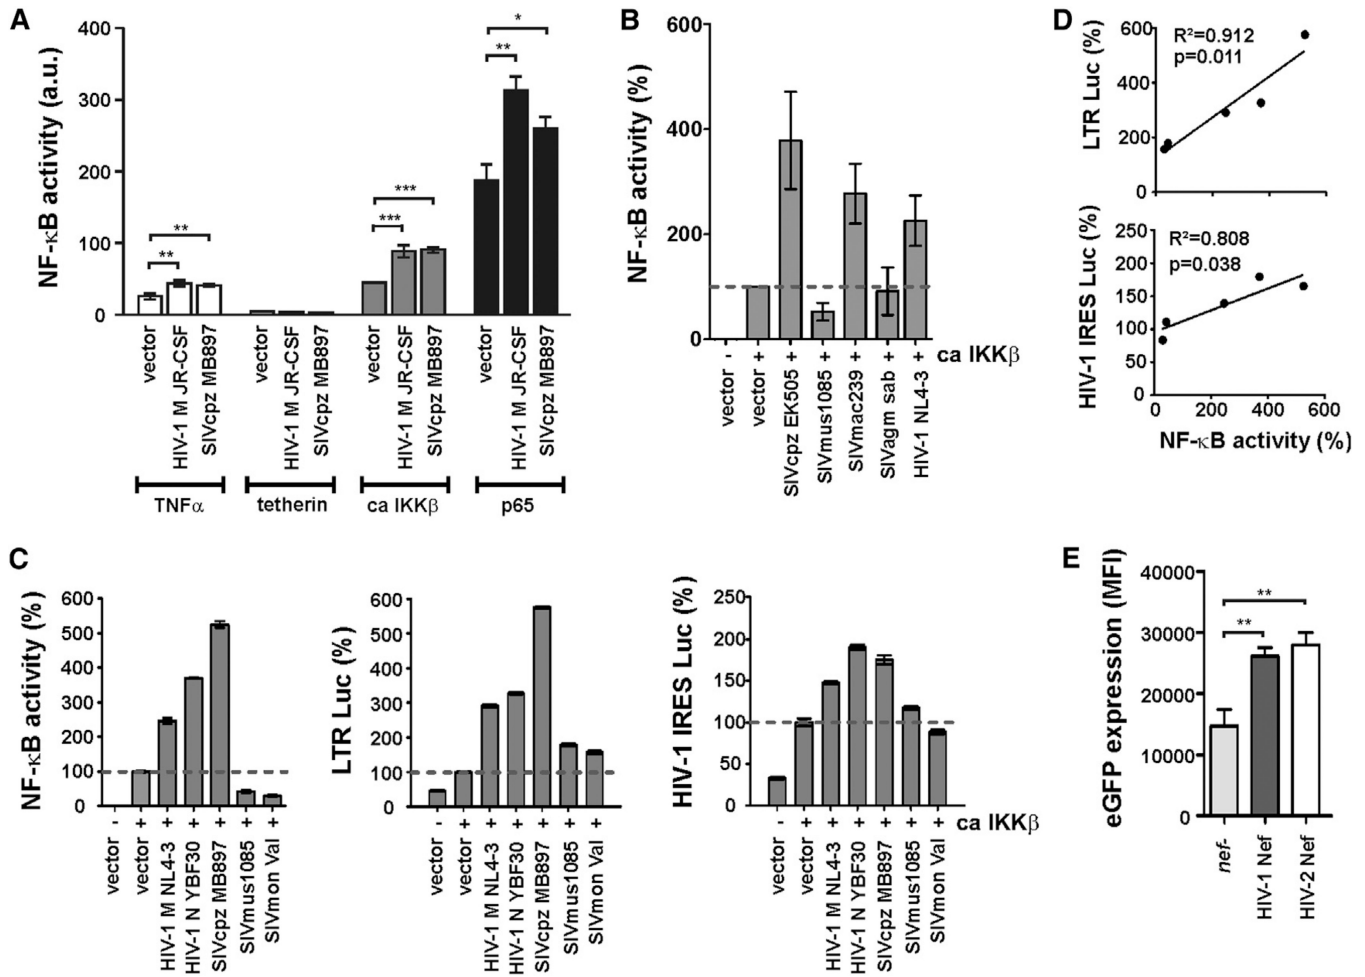 A
NF-κB activity (a.u.)
400
300
200
100
0
*
**
**
**
***
***
vector
HIV-1 M JR-CSF
SIVcpz MB897
vector
HIV-1 M JR-CSF
SIVcpz MB897
vector
HIV-1 M JR-CSF
SIVcpz MB897
vector
HIV-1 M JR-CSF
SIVcpz MB897
TNFα
tetherin
ca IKKβ
p65
B
NF-κB activity (%)
600
400
200
0
- + + + + + + ca IKKβ
vector
vector
SIVcpz EK505
SIVmus1085
SIVmac239
SIVagm sab
HIV-1 NL4-3
D
LTR Luc (%)
600
400
200
0
R²=0.912
p=0.011
HIV-1 IRES Luc (%)
250
200
150
100
50
0
R²=0.808
p=0.038
0 200 400 600
NF-κB activity (%)
C
NF-κB activity (%)
600
500
400
300
200
100
0
- + + + + + +
vector
vector
HIV-1 M NL4-3
HIV-1 N YBF30
SIVcpz MB897
SIVmus1085
SIVmon Val
LTR Luc (%)
600
500
400
300
200
100
0
- + + + + + +
vector
vector
HIV-1 M NL4-3
HIV-1 N YBF30
SIVcpz MB897
SIVmus1085
SIVmon Val
HIV-1 IRES Luc (%)
250
200
150
100
50
0
- + + + + + + ca IKKβ
vector
vector
HIV-1 M NL4-3
HIV-1 N YBF30
SIVcpz MB897
SIVmus1085
SIVmon Val
E
eGFP expression (MFI)
40000
30000
20000
10000
0
**
**
nef-
HIV-1 Nef
HIV-2 Nef